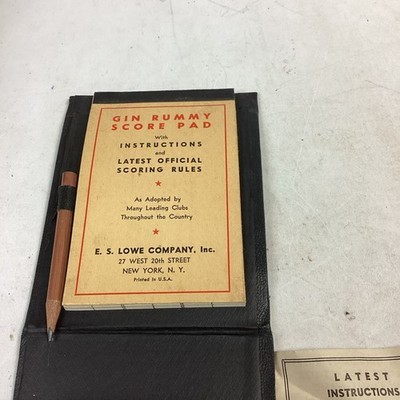 GIN RUMMY
SCORE PAD
With
INSTRUCTIONS
and
LATEST OFFICIAL
SCORING RULES
As Adopted by
Many Leading Clubs
Throughout the Country
E. S. LOWE COMPANY, Inc.
27 WEST 20th STREET
NEW YORK, N. Y.
Printed in U.S.A.
LATEST
INSTRUCTIONS